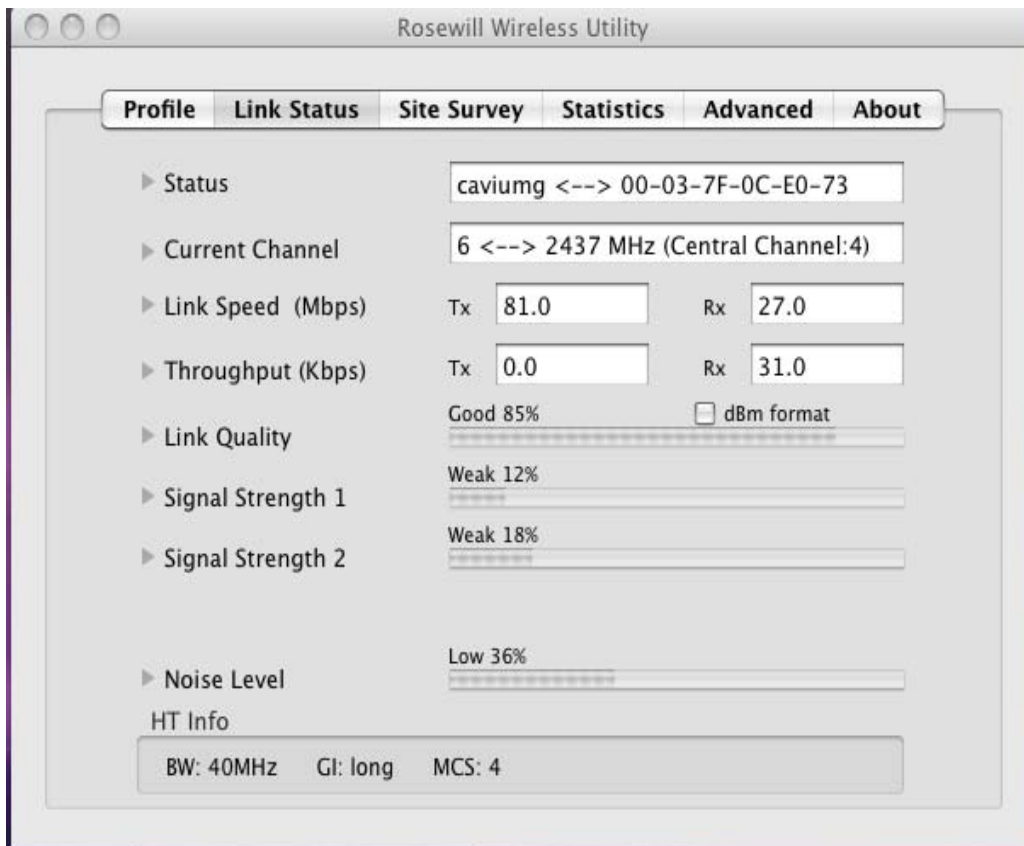 Rosewill Wireless Utility
Profile Link Status Site Survey Statistics Advanced About
Status caviumg <--> 00-03-7F-0C-E0-73
Current Channel 6 <--> 2437 MHz (Central Channel:4)
Link Speed (Mbps) Tx 81.0 Rx 27.0
Throughput (Kbps) Tx 0.0 Rx 31.0
Good 85% dBm format
Link Quality
Weak 12%
Signal Strength 1
Weak 18%
Signal Strength 2
Low 36%
Noise Level
HT Info
BW: 40MHz GI: long MCS: 4